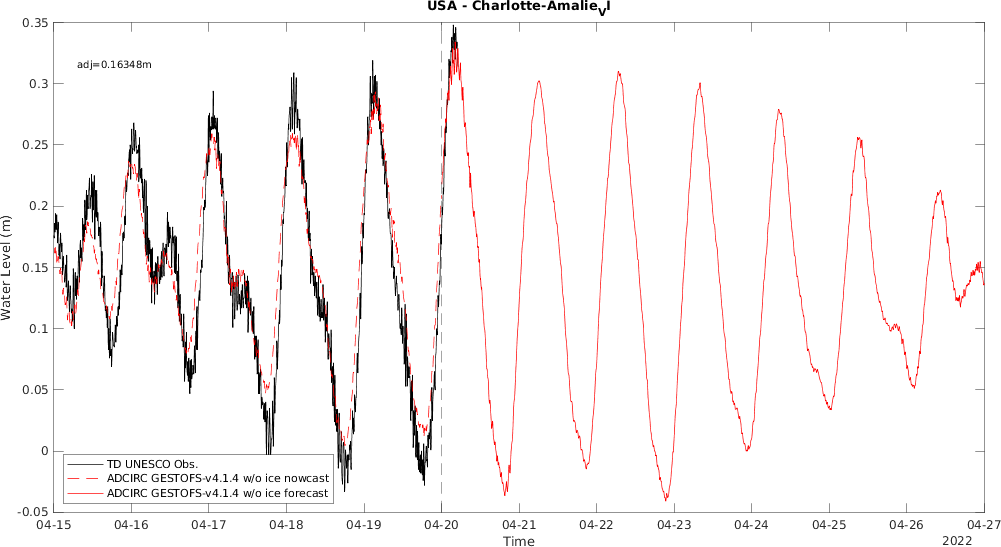 USA - Charlotte-Amalie_VI
adj=0.16348m
0.35
0.3
0.25
0.2
0.15
0.1
0.05
0
-0.05
Water Level (m)
TD UNESCO Obs.
ADCIRC GESTOFS-v4.1.4 w/o ice nowcast
ADCIRC GESTOFS-v4.1.4 w/o ice forecast
04-15 04-16 04-17 04-18 04-19 04-20 04-21 04-22 04-23 04-24 04-25 04-26 04-27
Time
2022